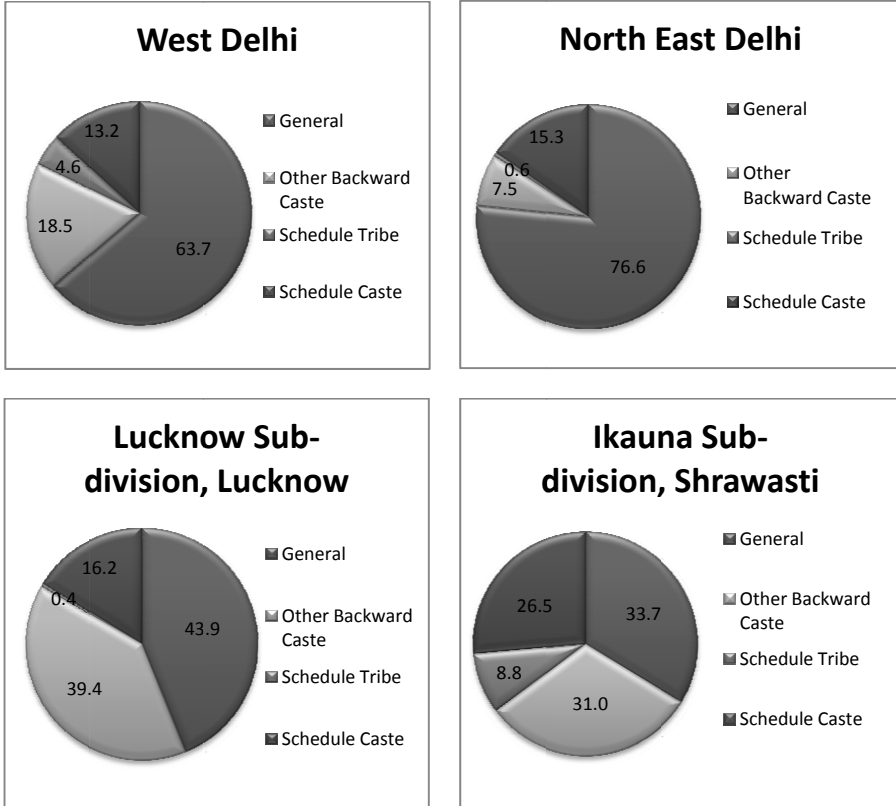 West Delhi
13.2
4.6
18.5
63.7
General
Other Backward
Caste
Schedule Tribe
Schedule Caste
North East Delhi
15.3
0.6
7.5
76.6
General
Other
Backward Caste
Schedule Tribe
Schedule Caste
Lucknow Sub-
division, Lucknow
16.2
0.4
43.9
39.4
General
Other Backward
Caste
Schedule Tribe
Schedule Caste
Ikauna Sub-
division, Shrawasti
26.5
33.7
8.8
31.0
General
Other Backward
Caste
Schedule Tribe
Schedule Caste